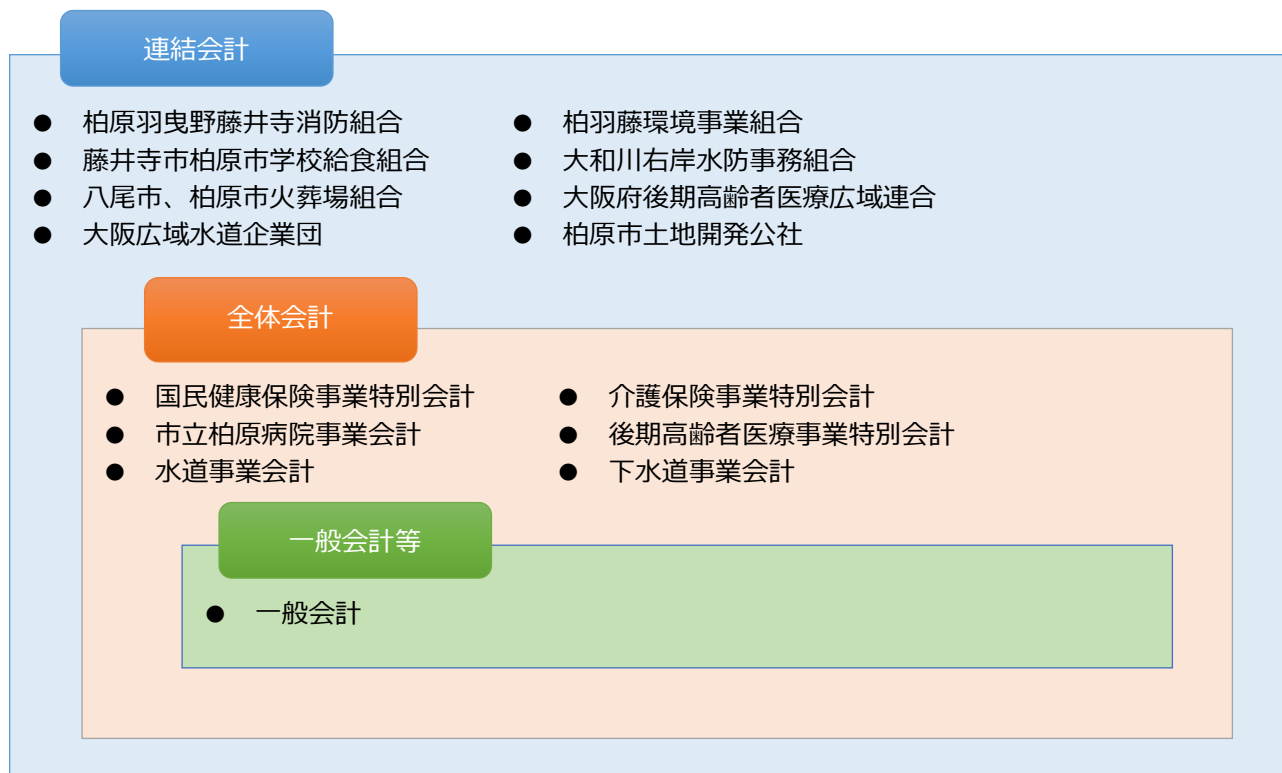 連結会計
● 柏原羽曳野藤井寺消防組合 ● 柏羽藤環境事業組合
● 藤井寺市柏原市学校給食組合 ● 大和川右岸水防事務組合
● 八尾市、柏原市火葬場組合 ● 大阪府後期高齢者医療広域連合
● 大阪広域水道企業団 ● 柏原市土地開発公社
全体会計
● 国民健康保険事業特別会計 ● 介護保険事業特別会計
● 市立柏原病院事業会計 ● 後期高齢者医療事業特別会計
● 水道事業会計 ● 下水道事業会計
一般会計等
● 一般会計